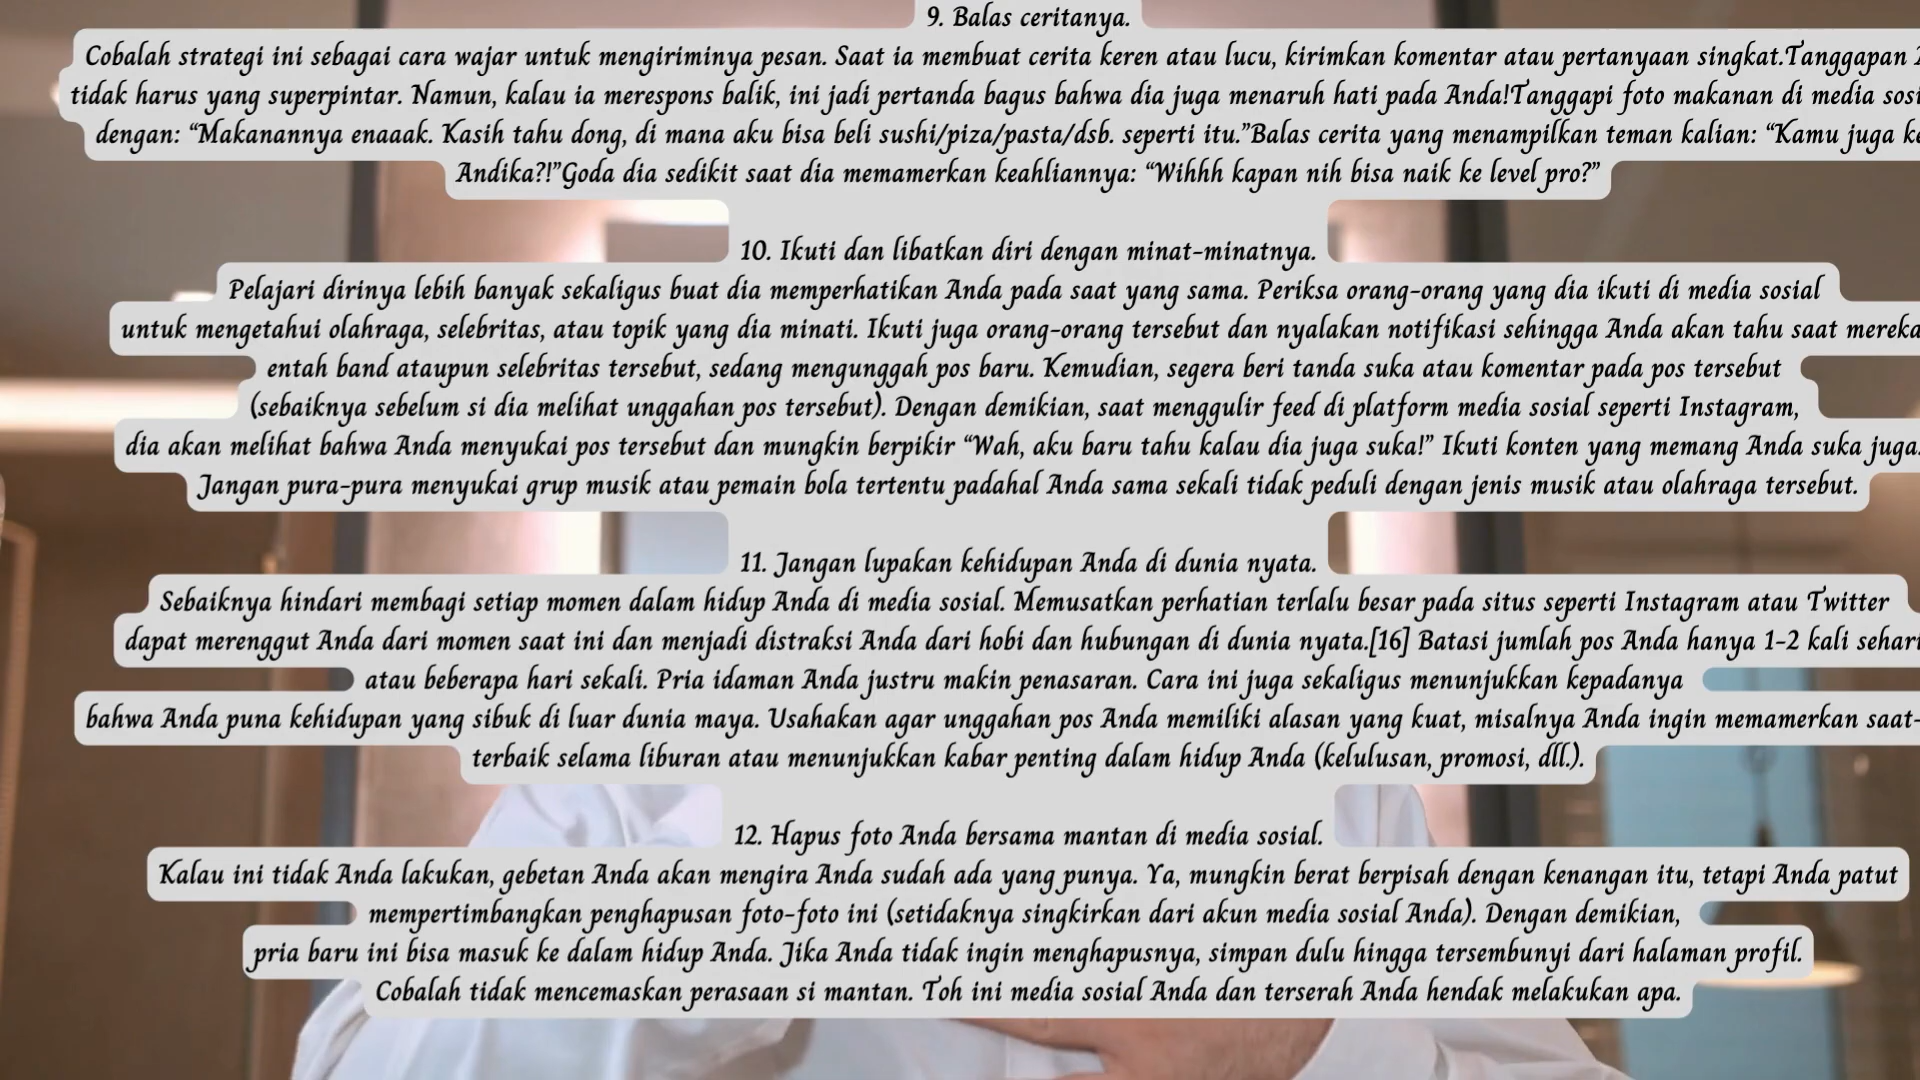 9. Balas ceritanya.
Cobalah strategi ini sebagai cara wajar untuk mengiriminya pesan. Saat ia membuat cerita keren atau lucu, kirimkan komentar atau pertanyaan singkat.Tanggapan
tidak harus yang superpintar. Namun, kalau ia merespons balik, ini jadi pertanda bagus bahwa dia juga menaruh hati pada Anda!Tanggapi foto makanan di media
dengan: “Makanannya enaaak. Kasih tahu dong, di mana aku bisa beli sushi/piza/pasta/dsb. seperti itu.”Balas cerita yang menampilkan teman kalian: “Kamu juga
Andika?!”Goda dia sedikit saat dia memamerkan keahliannya: “Wihhh kapan nih bisa naik ke level pro?”
10. Ikuti dan libatkan diri dengan minat-minatnya.
Pelajari dirinya lebih banyak sekaligus buat dia memperhatikan Anda pada saat yang sama. Periksa orang-orang yang dia ikuti di media sosial
untuk mengetahui olahraga, selebritas, atau topik yang dia minati. Ikuti juga orang-orang tersebut dan nyalakan notifikasi sehingga Anda akan tahu saat mereka
entah band ataupun selebritas tersebut, sedang mengunggah pos baru. Kemudian, segera beri tanda suka atau komentar pada pos tersebut
(sebaiknya sebelum si dia melihat unggahan pos tersebut). Dengan demikian, saat menggulir feed di platform media sosial seperti Instagram,
dia akan melihat bahwa Anda menyukai pos tersebut dan mungkin berpikir “Wah, aku baru tahu kalau dia juga suka!” Ikuti konten yang memang Anda suka juga.
Jangan pura-pura menyukai grup musik atau pemain bola tertentu padahal Anda sama sekali tidak peduli dengan jenis musik atau olahraga tersebut.
11. Jangan lupakan kehidupan Anda di dunia nyata.
Sebaiknya hindari membagi setiap momen dalam hidup Anda di media sosial. Memusatkan perhatian terlalu besar pada situs seperti Instagram atau Twitter
dapat merenggut Anda dari momen saat ini dan menjadi distraksi Anda dari hobi dan hubungan di dunia nyata.[16] Batasi jumlah pos Anda hanya 1-2 kali sehari
atau beberapa hari sekali. Pria idaman Anda justru makin penasaran. Cara ini juga sekaligus menunjukkan kepadanya
bahwa Anda puna kehidupan yang sibuk di luar dunia maya. Usahakan agar unggahan pos Anda memiliki alasan yang kuat, misalnya Anda ingin memamerkan saat-
terbaik selama liburan atau menunjukkan kabar penting dalam hidup Anda (kelulusan, promosi, dll.).
12. Hapus foto Anda bersama mantan di media sosial.
Kalau ini tidak Anda lakukan, gebetan Anda akan mengira Anda sudah ada yang punya. Ya, mungkin berat berpisah dengan kenangan itu, tetapi Anda patut
mempertimbangkan penghapusan foto-foto ini (setidaknya singkirkan dari akun media sosial Anda). Dengan demikian,
pria baru ini bisa masuk ke dalam hidup Anda. Jika Anda tidak ingin menghapusnya, simpan dulu hingga tersembunyi dari halaman profil.
Cobalah tidak mencemaskan perasaan si mantan. Toh ini media sosial Anda dan terserah Anda hendak melakukan apa.